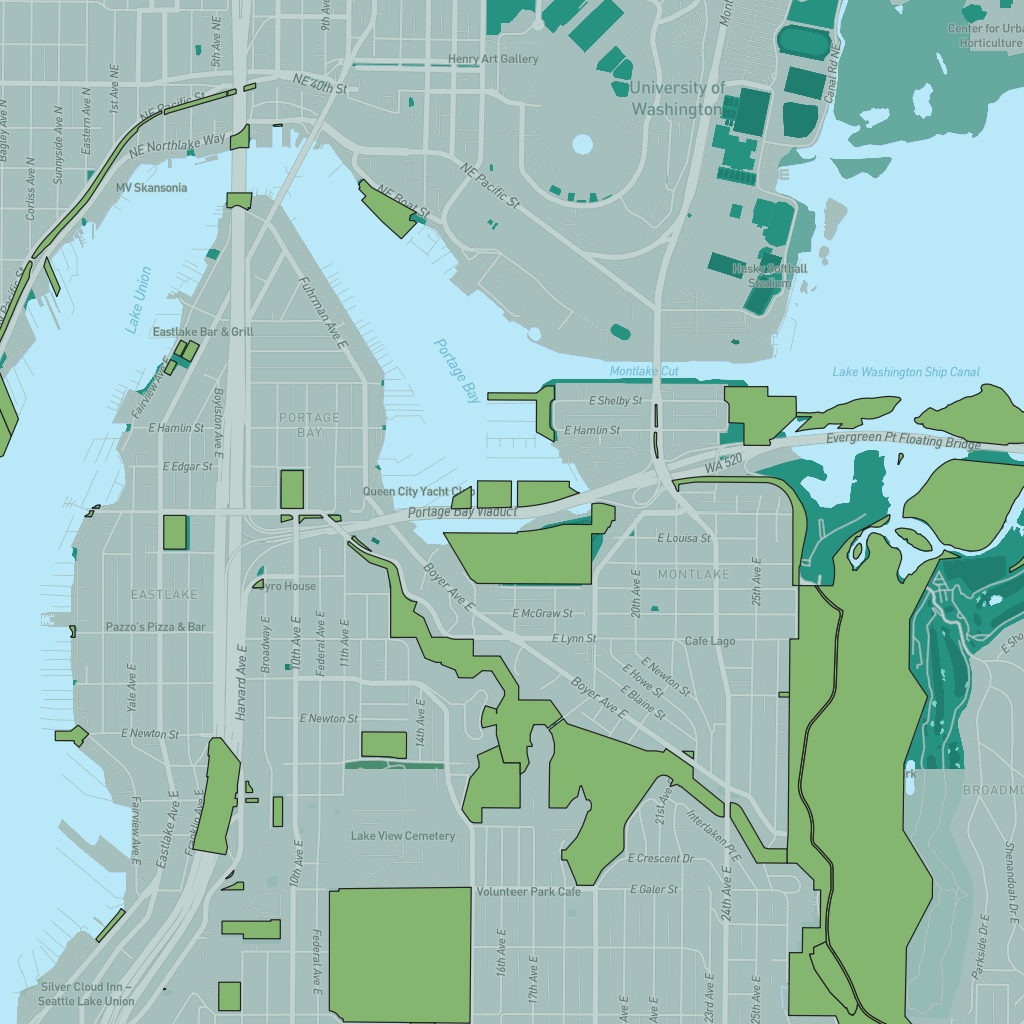 Mont
Center for Urba
Horticulture
9th Ave
5th Ave NE
Henry Art Gallery
Canal Rd NE
1st Ave NE
NE 40th St
University of
Washington
NE Pacific St
Eastern Ave N
Sunnyside Ave N
Bagley Ave N
NE Northlake Way
Corliss Ave N
MV Skansonia
NE Pacific St
NE Boat St
Husky Softball
Stadium
Pacific St
Lake Union
Fuhrman Ave E
Eastlake Bar & Grill
Portage Bay
Montlake Cut
Lake Washington Ship Canal
Fairview Ave E
Boylston Ave E
E Shelby St
PORTAGE
BAY
E Hamlin St
E Hamlin St
Evergreen Pt Floating Bridge
WA 520
E Edgar St
Queen City Yacht Club
Portage Bay Viaduct
E Louisa St
Boyer Ave E
MONTLAKE
25th Ave E
20th Ave E
EASTLAKE
Gyro House
E McGraw St
Pazzo's Pizza & Bar
Broadway E
10th Ave E
Federal Ave E
11th Ave E
E Lynn St
Cafe Lago
E Sho
Harvard Ave E
Yale Ave E
E Newton St
E Howe St
E Blaine St
Boyer Ave E
E Newton St
14th Ave E
E Newton St
rk
BROADMO
Fairview Ave E
Eastlake Ave E
Franklin Ave E
21st Ave E
Interlaken Pl E
Lake View Cemetery
10th Ave E
E Crescent Dr
Shenandoah Dr E
Volunteer Park Cafe
E Galer St
24th Ave E
Federal Ave E
16th Ave E
17th Ave E
Parkside Dr E
Silver Cloud Inn –
Seattle Lake Union
Ave E
Ave E
23rd Ave E
25th Ave E